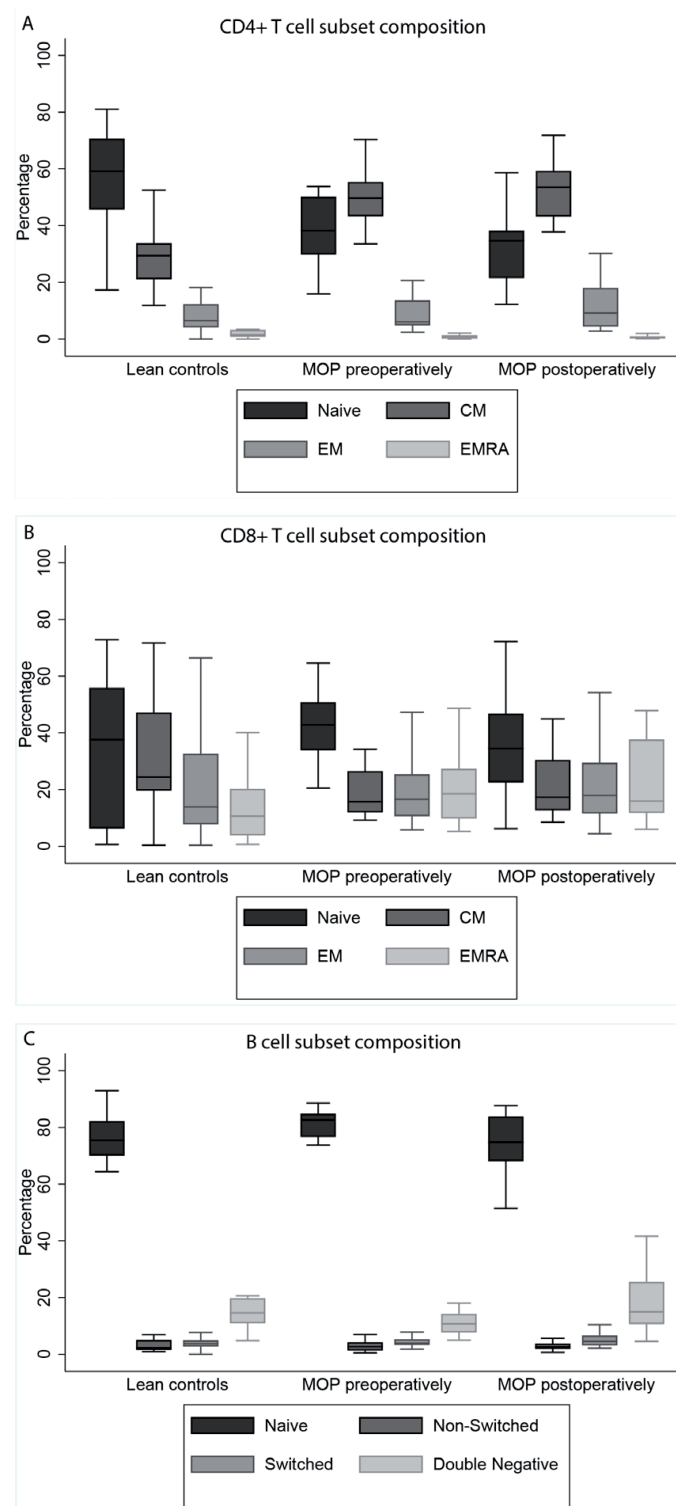 A
CD4+ T cell subset composition
100
80
60
40
20
0
Percentage
Lean controls MOP preoperatively MOP postoperatively
Naive CM
EM EMRA
B
CD8+ T cell subset composition
100
80
60
40
20
0
Percentage
Lean controls MOP preoperatively MOP postoperatively
Naive CM
EM EMRA
C
B cell subset composition
100
80
60
40
20
0
Percentage
Lean controls MOP preoperatively MOP postoperatively
Naive Non-Switched
Switched Double Negative